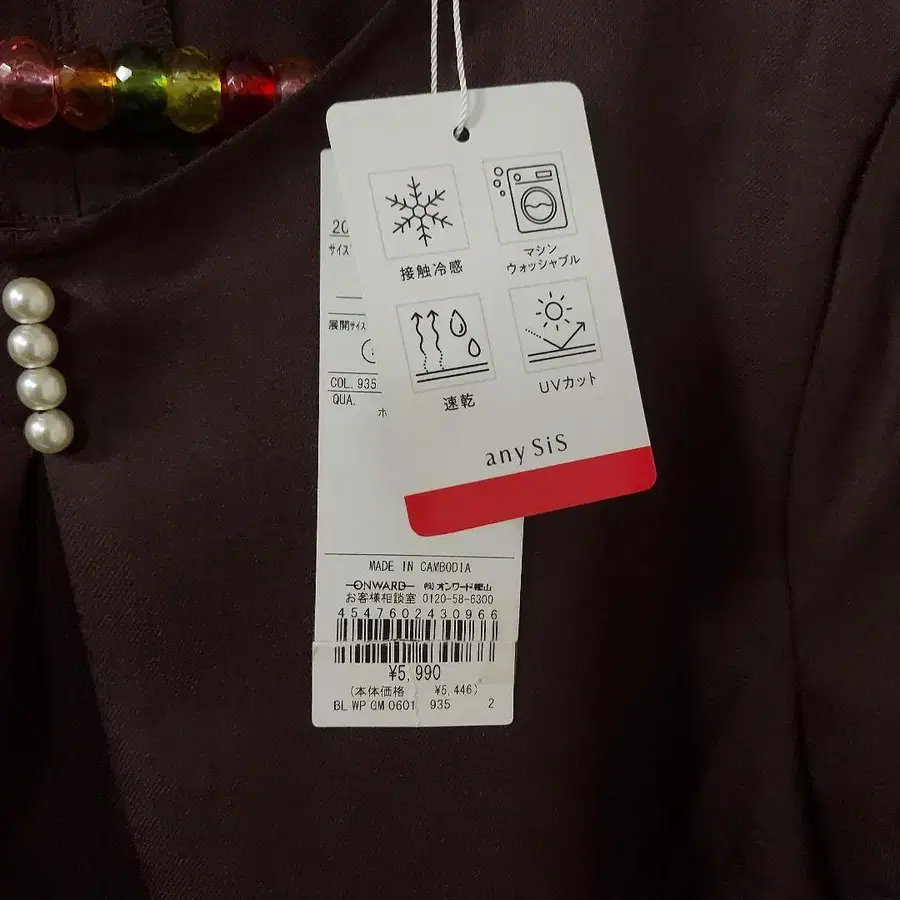 接触冷感
マシン
ウォッシャブル
速乾
UVカット
any SiS
サイズ
展開サイズ
COL. 935
QUA.
ホ
MADE IN CAMBODIA
ONWARD ㈱オンワード樫山
お客様相談室 0120-58-6300
4547602430966
¥5,990
(本体価格 ¥5,446)
BL WP GM 0601 935 2